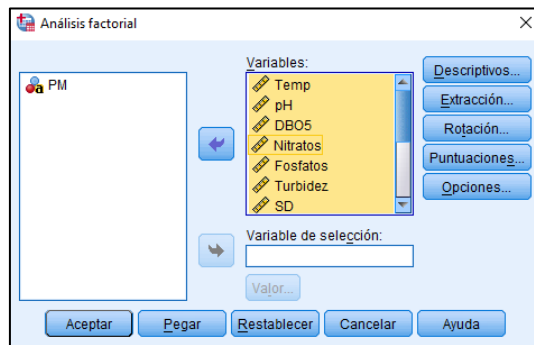 Análisis factorial
PM
Variables:
Temp
pH
DBO5
Nitratos
Fosfatos
Turbidez
SD
Descriptivos...
Extracción...
Rotación...
Puntuaciones...
Opciones...
Variable de selección:
Valor...
Aceptar Pegar Restablecer Cancelar Ayuda